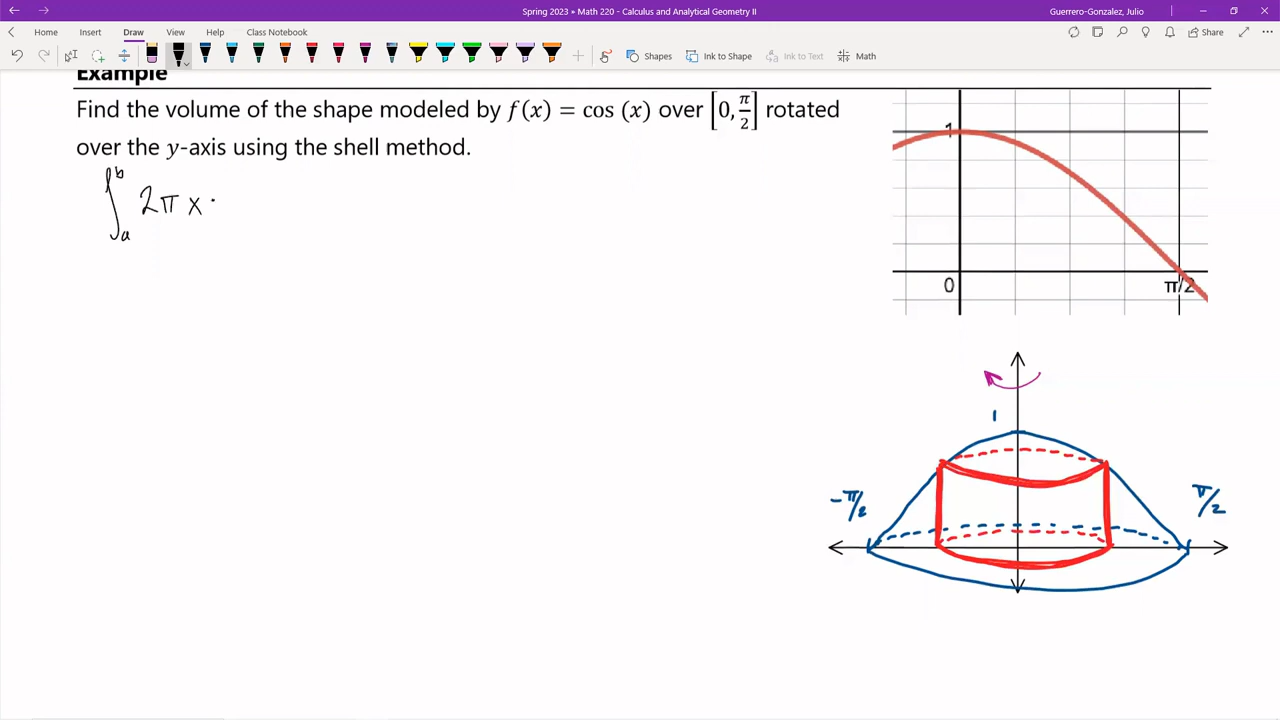 Spring 2023 » Math 220 - Calculus and Analytical Geometry II
Guerrero-Gonzalez, Julio
Home Insert Draw View Help Class Notebook
Share
Shapes Ink to Shape Ink to Text Math
Example
Find the volume of the shape modeled by f(x) = cos (x) over [0, π/2] rotated
over the y-axis using the shell method.
∫_a^b 2π x ·
1
0 π/2
1
-π/2 π/2